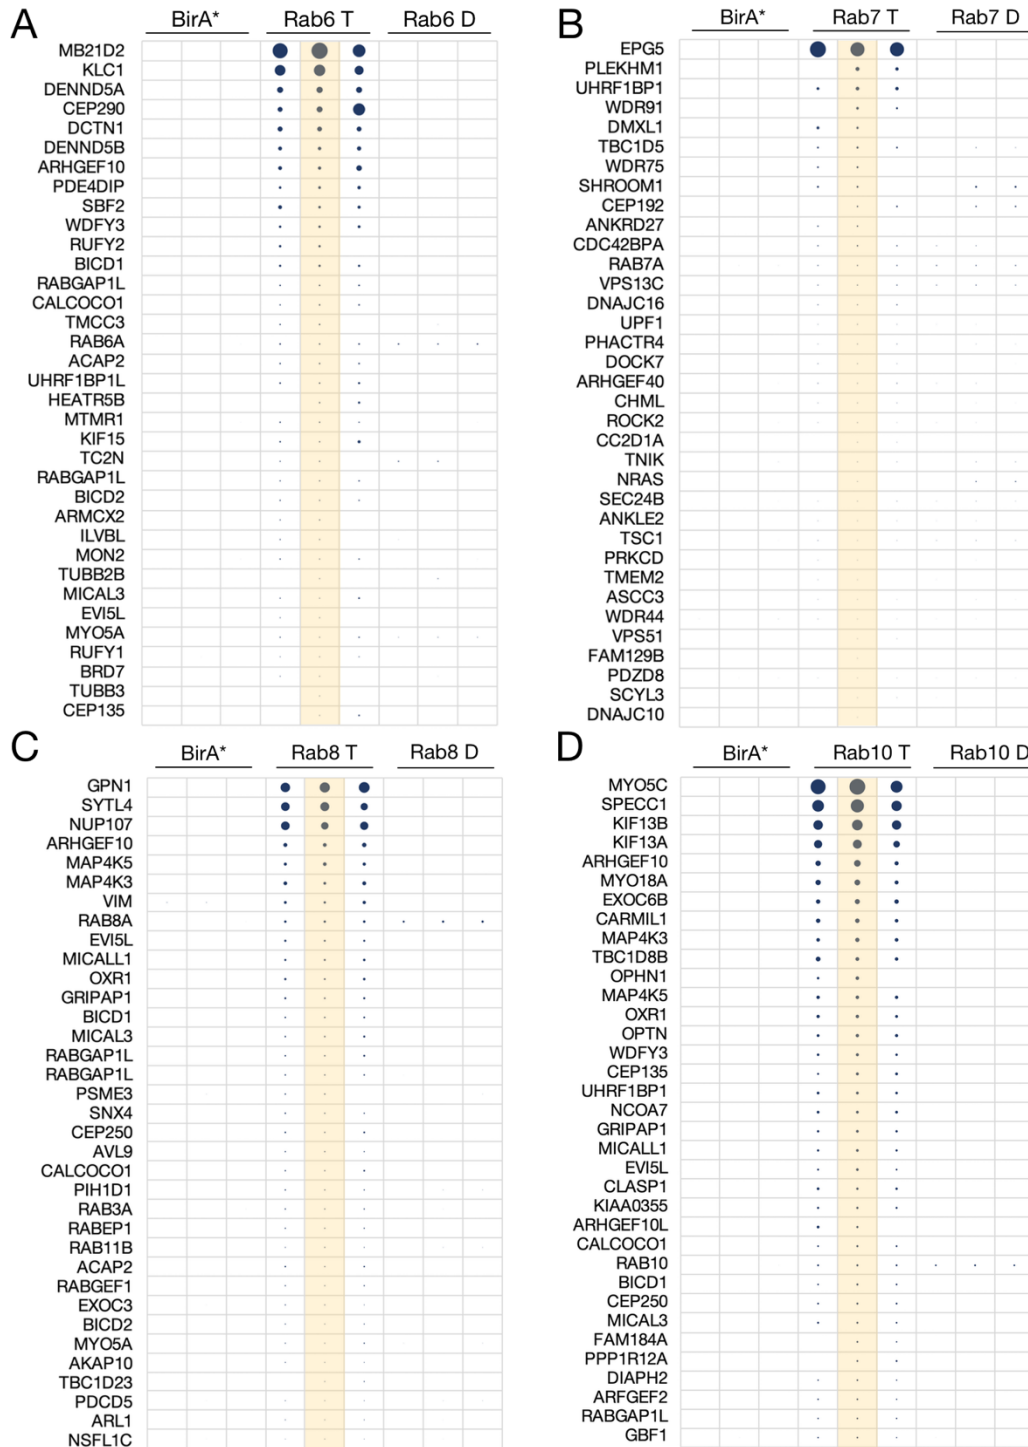 A
BirA* Rab6 T Rab6 D
MB21D2
KLC1
DENND5A
CEP290
DCTN1
DENND5B
ARHGEF10
PDE4DIP
SBF2
WDFY3
RUFY2
BICD1
RABGAP1L
CALCOCO1
TMCC3
RAB6A
ACAP2
UHRF1BP1L
HEATR5B
MTMR1
KIF15
TC2N
RABGAP1L
BICD2
ARMCX2
ILVBL
MON2
TUBB2B
MICAL3
EVI5L
MYO5A
RUFY1
BRD7
TUBB3
CEP135
B
BirA* Rab7 T Rab7 D
EPG5
PLEKHM1
UHRF1BP1
WDR91
DMXL1
TBC1D5
WDR75
SHROOM1
CEP192
ANKRD27
CDC42BPA
RAB7A
VPS13C
DNAJC16
UPF1
PHACTR4
DOCK7
ARHGEF40
CHML
ROCK2
CC2D1A
TNIK
NRAS
SEC24B
ANKLE2
TSC1
PRKCD
TMEM2
ASCC3
WDR44
VPS51
FAM129B
PDZD8
SCYL3
DNAJC10
C
BirA* Rab8 T Rab8 D
GPN1
SYTL4
NUP107
ARHGEF10
MAP4K5
MAP4K3
VIM
RAB8A
EVI5L
MICALL1
OXR1
GRIPAP1
BICD1
MICAL3
RABGAP1L
RABGAP1L
PSME3
SNX4
CEP250
AVL9
CALCOCO1
PIH1D1
RAB3A
RABEP1
RAB11B
ACAP2
RABGEF1
EXOC3
BICD2
MYO5A
AKAP10
TBC1D23
PDCD5
ARL1
NSFL1C
D
BirA* Rab10 T Rab10 D
MYO5C
SPECC1
KIF13B
KIF13A
ARHGEF10
MYO18A
EXOC6B
CARMIL1
MAP4K3
TBC1D8B
OPHN1
MAP4K5
OXR1
OPTN
WDFY3
CEP135
UHRF1BP1
NCOA7
GRIPAP1
MICALL1
EVI5L
CLASP1
KIAA0355
ARHGEF10L
CALCOCO1
RAB10
BICD1
CEP250
MICAL3
FAM184A
PPP1R12A
DIAPH2
ARFGEF2
RABGAP1L
GBF1